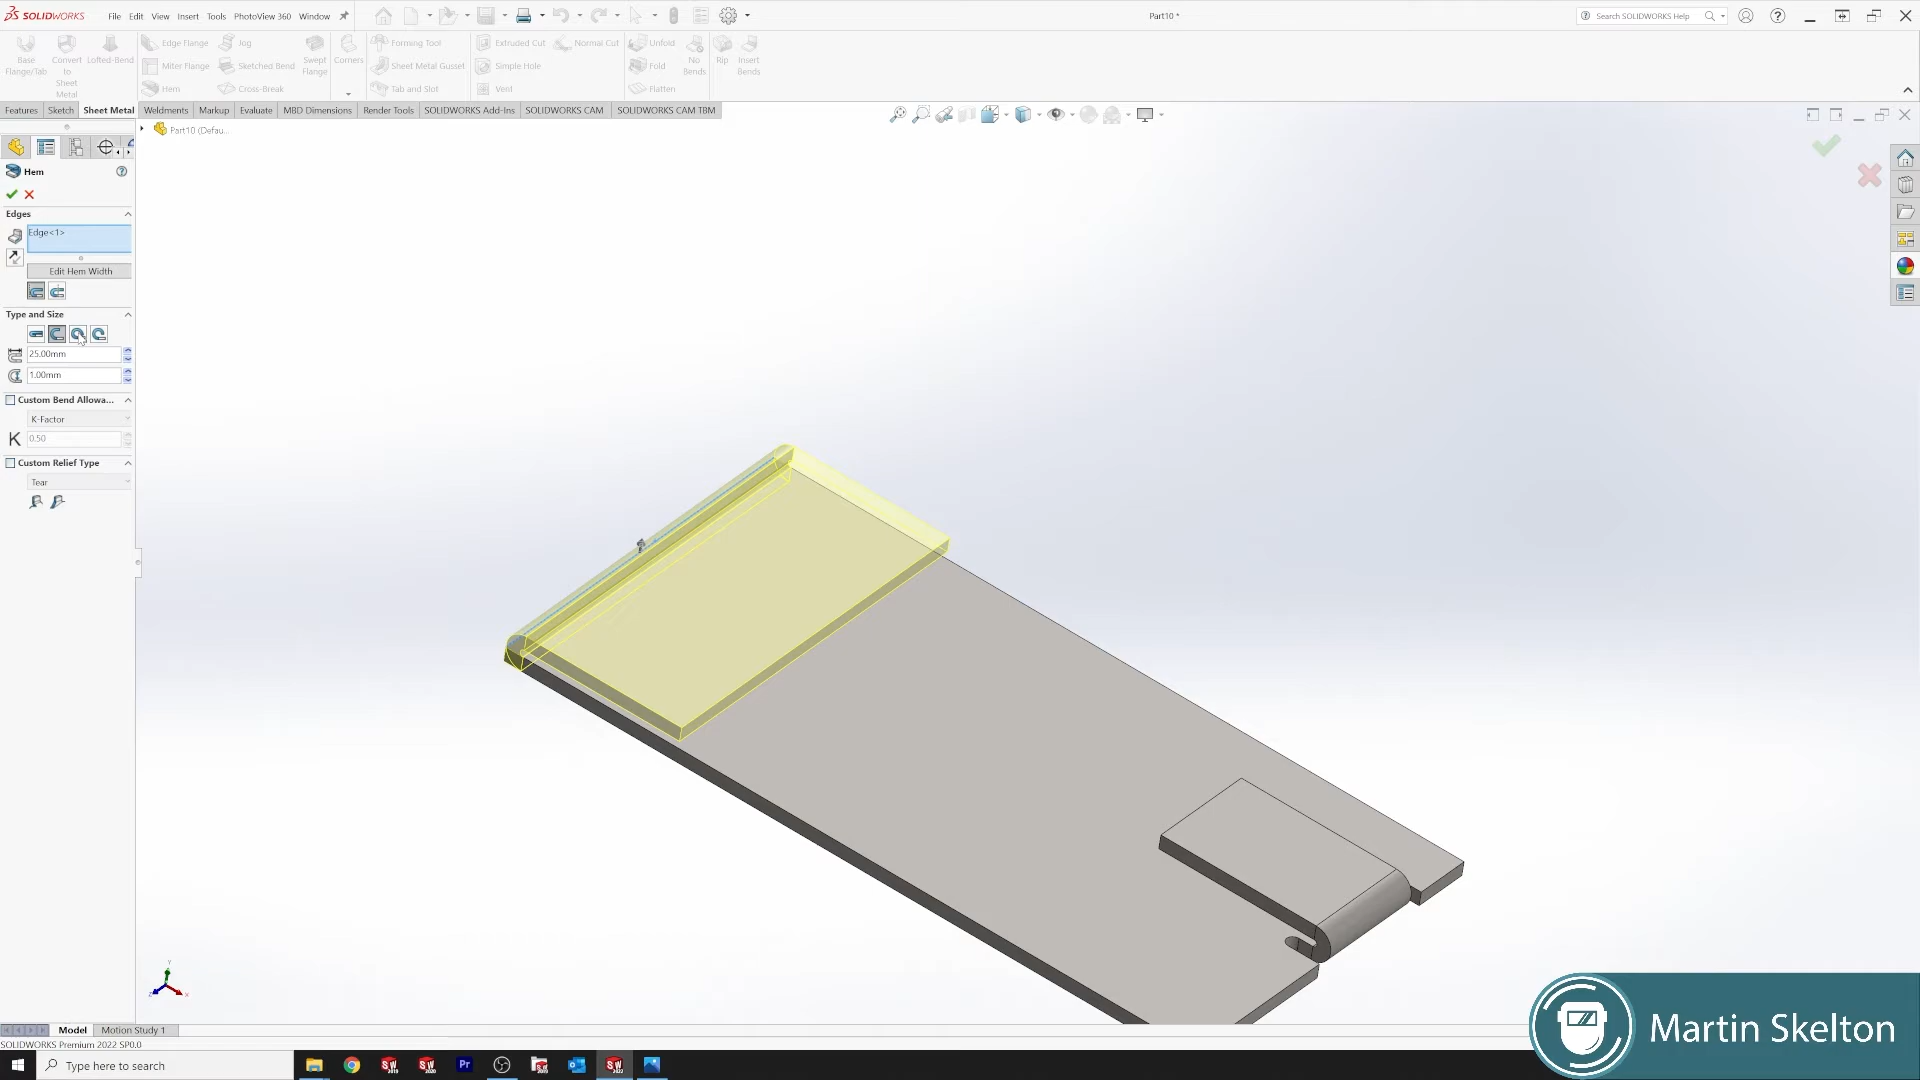 SOLIDWORKS File Edit View Insert Tools PhotoView 360 Window Part10 * Search SOLIDWORKS Help
Base Flange/Tab
Convert to Sheet Metal
Lofted-Bend
Edge Flange
Miter Flange
Hem
Jog
Sketched Bend
Cross-Break
Swept Flange
Corners
Forming Tool
Sheet Metal Gusset
Tab and Slot
Extruded Cut
Simple Hole
Vent
Normal Cut
Unfold
Fold
Flatten
No Bends
Rip
Insert Bends
Features Sketch Sheet Metal Weldments Markup Evaluate MBD Dimensions Render Tools SOLIDWORKS Add-Ins SOLIDWORKS CAM SOLIDWORKS CAM TBM
Part10 (Defau...
Hem
Edges
Edge<1>
Edit Hem Width
Type and Size
25.00mm
1.00mm
Custom Bend Allowa...
K-Factor
K 0.50
Custom Relief Type
Tear
Y
Z X
Model Motion Study 1
SOLIDWORKS Premium 2022 SP0.0
Type here to search
Martin Skelton